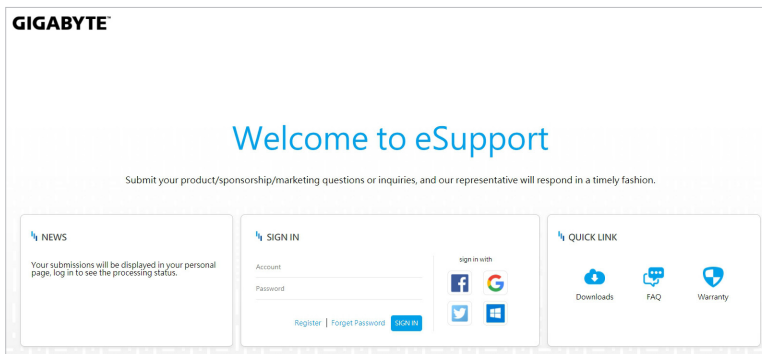 GIGABYTE™
Welcome to eSupport
Submit your product/sponsorship/marketing questions or inquiries, and our representative will respond in a timely fashion.
NEWS
Your submissions will be displayed in your personal
page, log in to see the processing status.
SIGN IN
Account
Password
Register | Forget Password SIGN IN
sign in with
QUICK LINK
Downloads FAQ Warranty